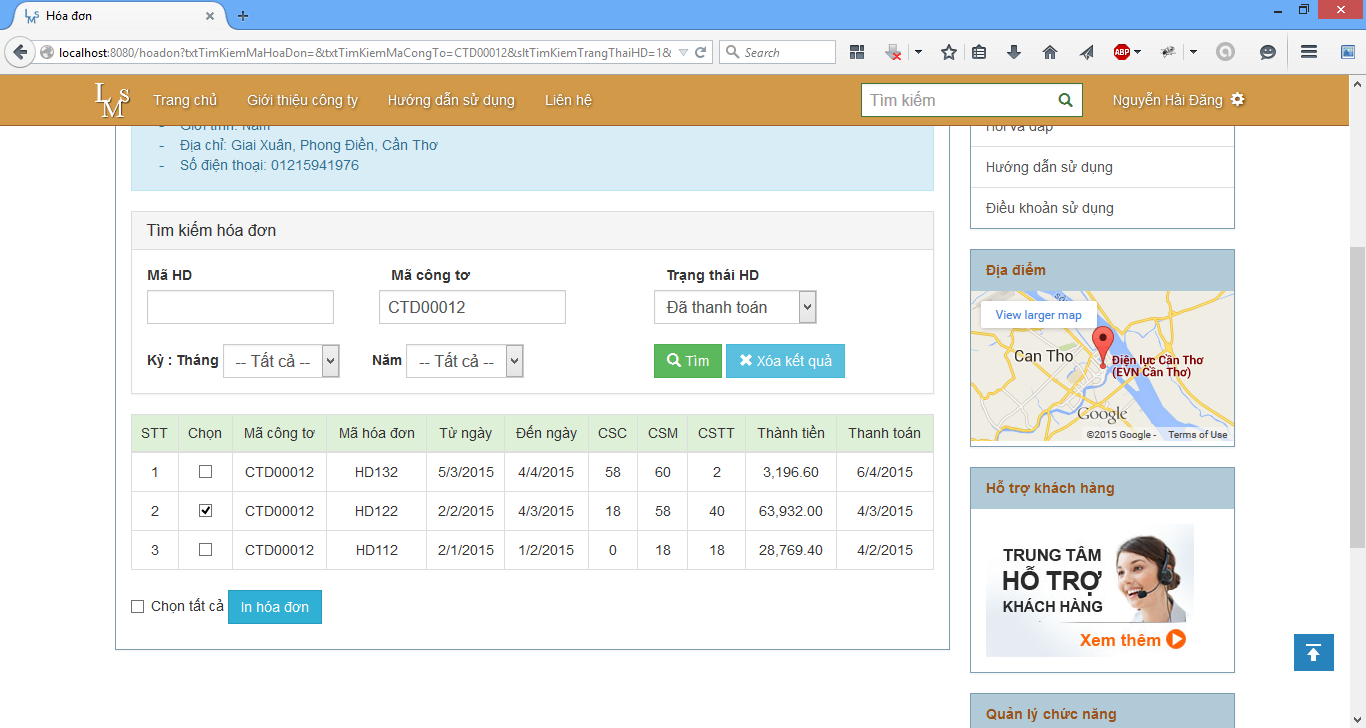 Hóa đơn
localhost:8080/hoadon?txtTimKiemMaHoaDon=&txtTimKiemMaCongTo=CTD00012&sltTimKiemTrangThaiHD=1&
Search
ABP
LMS Trang chủ Giới thiệu công ty Hướng dẫn sử dụng Liên hệ Tìm kiếm Nguyễn Hải Đăng
- Giới tính: Nam
- Địa chỉ: Giai Xuân, Phong Điền, Cần Thơ
- Số điện thoại: 01215941976
Tìm kiếm hóa đơn
Mã HD Mã công tơ Trạng thái HD
CTD00012 Đã thanh toán
Kỳ : Tháng -- Tất cả -- Năm -- Tất cả -- Tìm Xóa kết quả
STT Chọn Mã công tơ Mã hóa đơn Từ ngày Đến ngày CSC CSM CSTT Thành tiền Thanh toán
1 CTD00012 HD132 5/3/2015 4/4/2015 58 60 2 3,196.60 6/4/2015
2 CTD00012 HD122 2/2/2015 4/3/2015 18 58 40 63,932.00 4/3/2015
3 CTD00012 HD112 2/1/2015 1/2/2015 0 18 18 28,769.40 4/2/2015
Chọn tất cả In hóa đơn
Hỏi và đáp
Hướng dẫn sử dụng
Điều khoản sử dụng
Địa điểm
View larger map
Can Tho
Điện lực Cần Thơ
(EVN Cần Thơ)
Google
©2015 Google - Terms of Use
Hỗ trợ khách hàng
TRUNG TÂM
HỖ TRỢ
KHÁCH HÀNG
Xem thêm
Quản lý chức năng